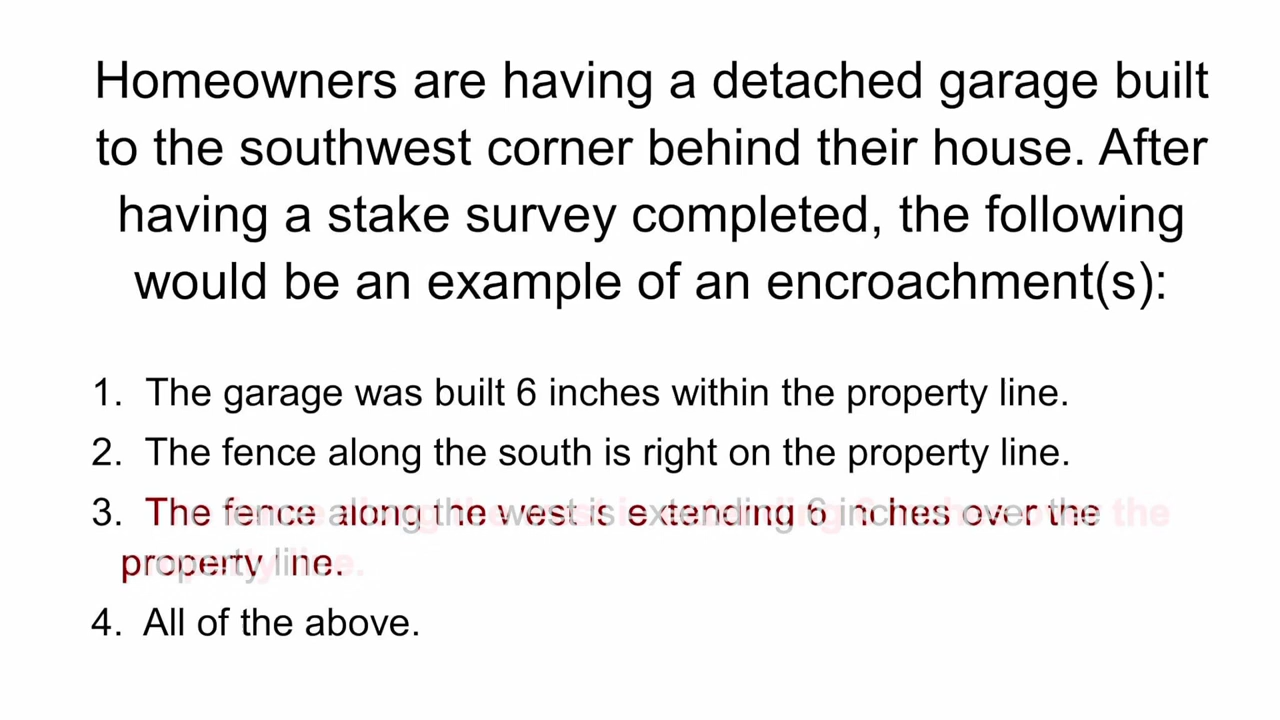 Homeowners are having a detached garage built
to the southwest corner behind their house. After
having a stake survey completed, the following
would be an example of an encroachment(s):
1. The garage was built 6 inches within the property line.
2. The fence along the south is right on the property line.
3. The fence along the west is extending 6 inches over the
property line.
4. All of the above.